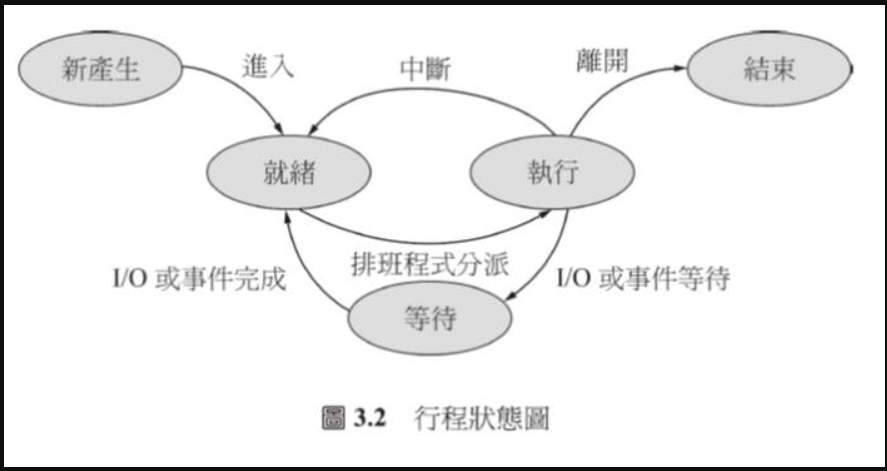 新產生
進入
中斷
離開
結束
就緒
執行
I/O 或事件完成
排班程式分派
I/O 或事件等待
等待
圖 3.2 行程狀態圖